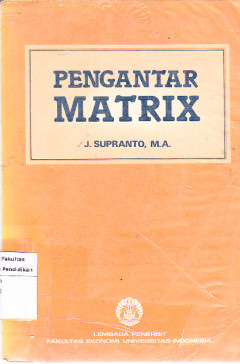 PENGANTAR
MATRIX
J. SUPRANTO, M.A.
Fakultas
Pendidikan
LEMBAGA PENERBIT
FAKULTAS EKONOMI UNIVERSITAS INDONESIA